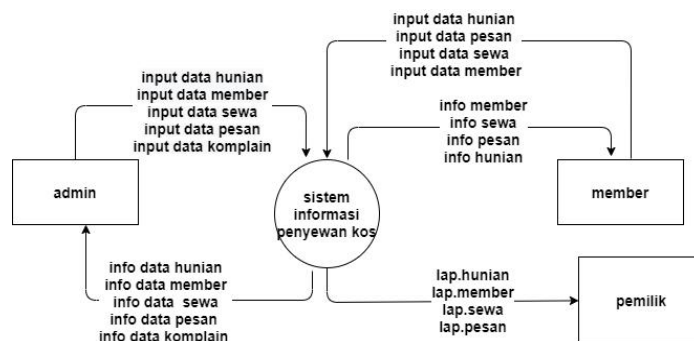 input data hunian
input data pesan
input data sewa
input data member
input data hunian
input data member
input data sewa
input data pesan
input data komplain
info member
info sewa
info pesan
info hunian
admin
sistem
informasi
penyewan kos
member
info data hunian
info data member
info data sewa
info data pesan
info data komplain
lap.hunian
lap.member
lap.sewa
lap.pesan
pemilik